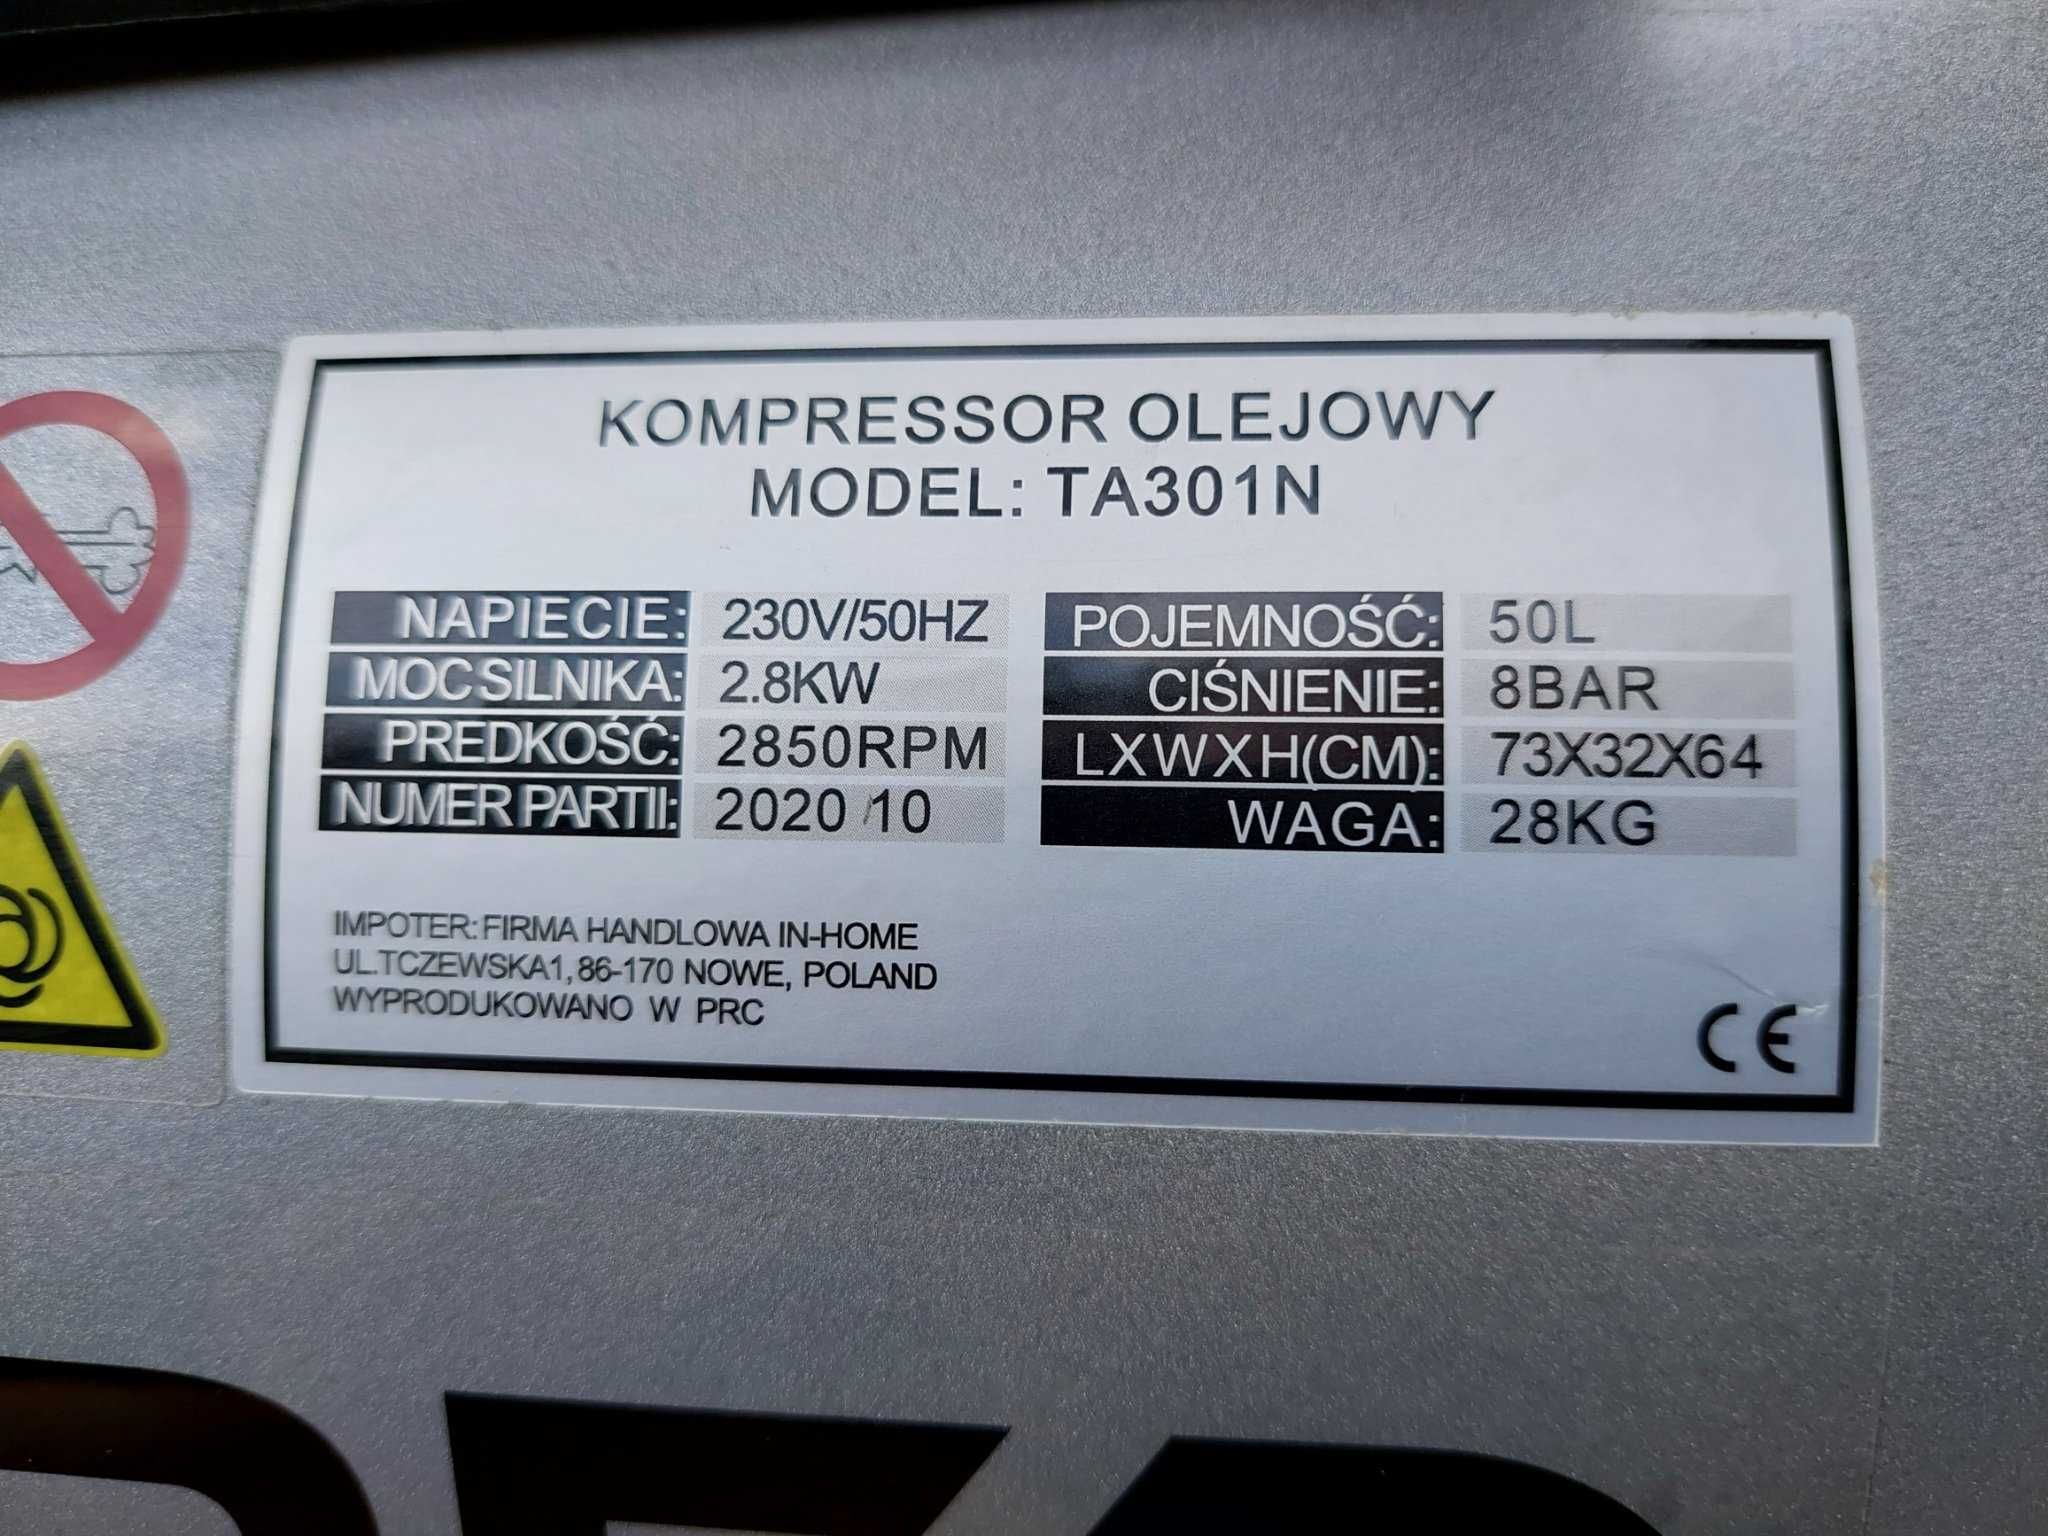 KOMPRESSOR OLEJOWY
MODEL: TA301N
NAPIECIE: 230V/50HZ POJEMNOŚĆ: 50L
MOC SILNIKA: 2.8KW CIŚNIENIE: 8BAR
PREDKOŚĆ: 2850RPM LXWXH(CM): 73X32X64
NUMER PARTII: 2020/10 WAGA: 28KG
IMPOTER: FIRMA HANDLOWA IN-HOME
UL.TCZEWSKA1, 86-170 NOWE, POLAND
WYPRODUKOWANO W PRC
CE